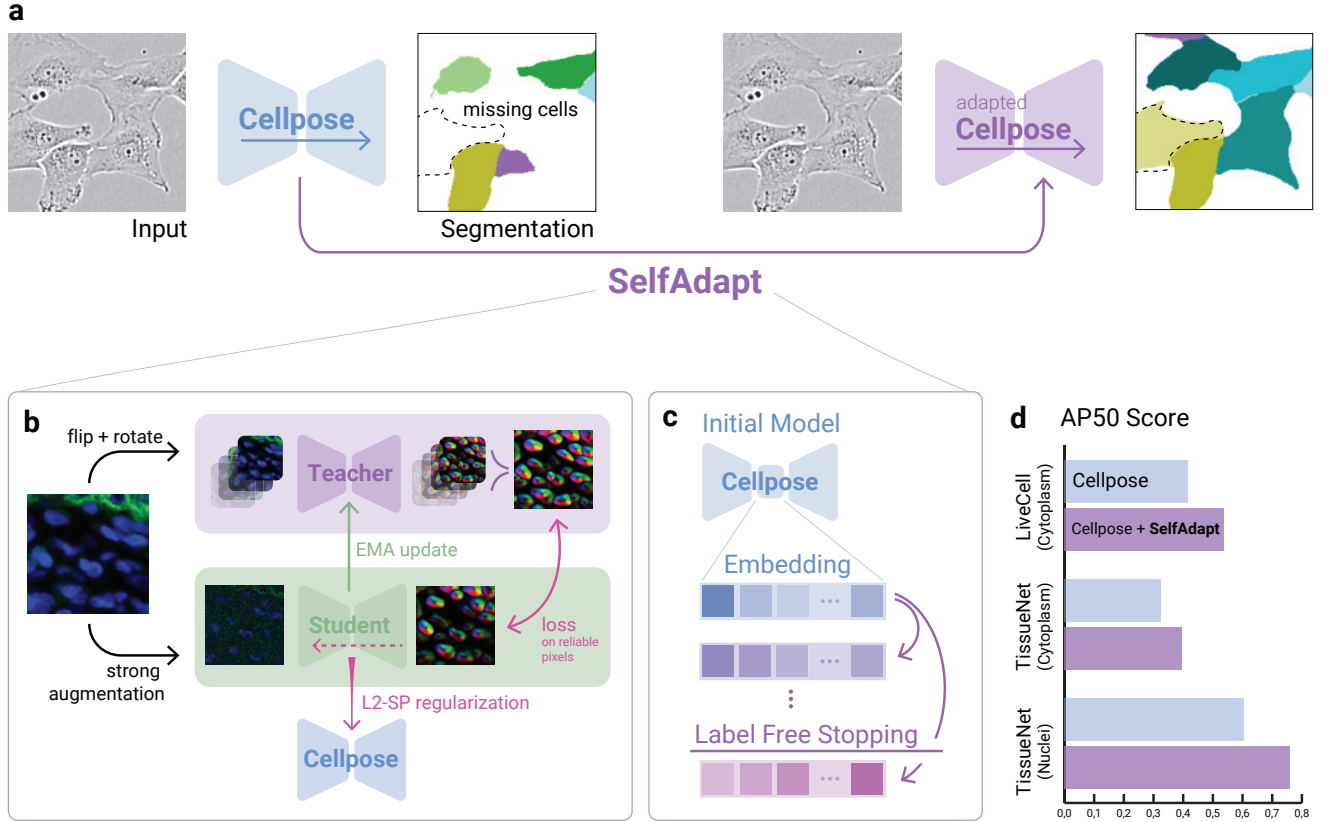 a
Cellpose
missing cells
Input
Segmentation
adapted
Cellpose
SelfAdapt
b
flip + rotate
Teacher
EMA update
Student
loss
on reliable
pixels
strong
augmentation
L2-SP regularization
Cellpose
c
Initial Model
Cellpose
Embedding
...
...
Label Free Stopping
...
d
AP50 Score
LiveCell
(Cytoplasm)
Cellpose
Cellpose + SelfAdapt
TissueNet
(Cytoplasm)
TissueNet
(Nuclei)
0,0 0,1 0,2 0,3 0,4 0,5 0,6 0,7 0,8